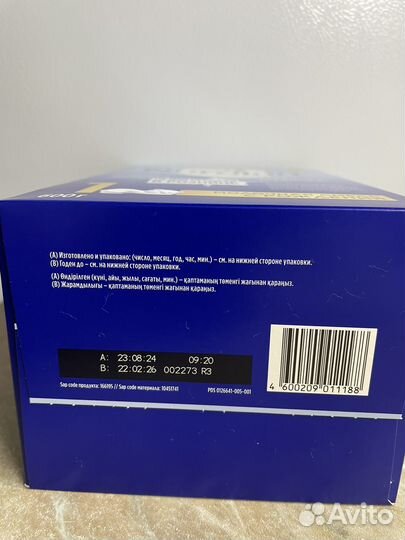 (А) Изготовлено и упаковано: (число, месяц, год, час, мин.) – см. на нижней стороне упаковки.
(В) Годен до – см. на нижней стороне упаковки.
(А) Өндірілген (күні, айы, жылы, сағаты, мин.) – қаптаманың төменгі жағынан қараңыз.
(В) Жарамдылығы – қаптаманың төменгі жағынан қараңыз.
A: 23:08:24 09:20
B: 22:02:26 002273 R3
Sap code продукта: 166195 // Sap code материала: 10451741
PDS 0126641-005-001
4 600209 011188
Avito